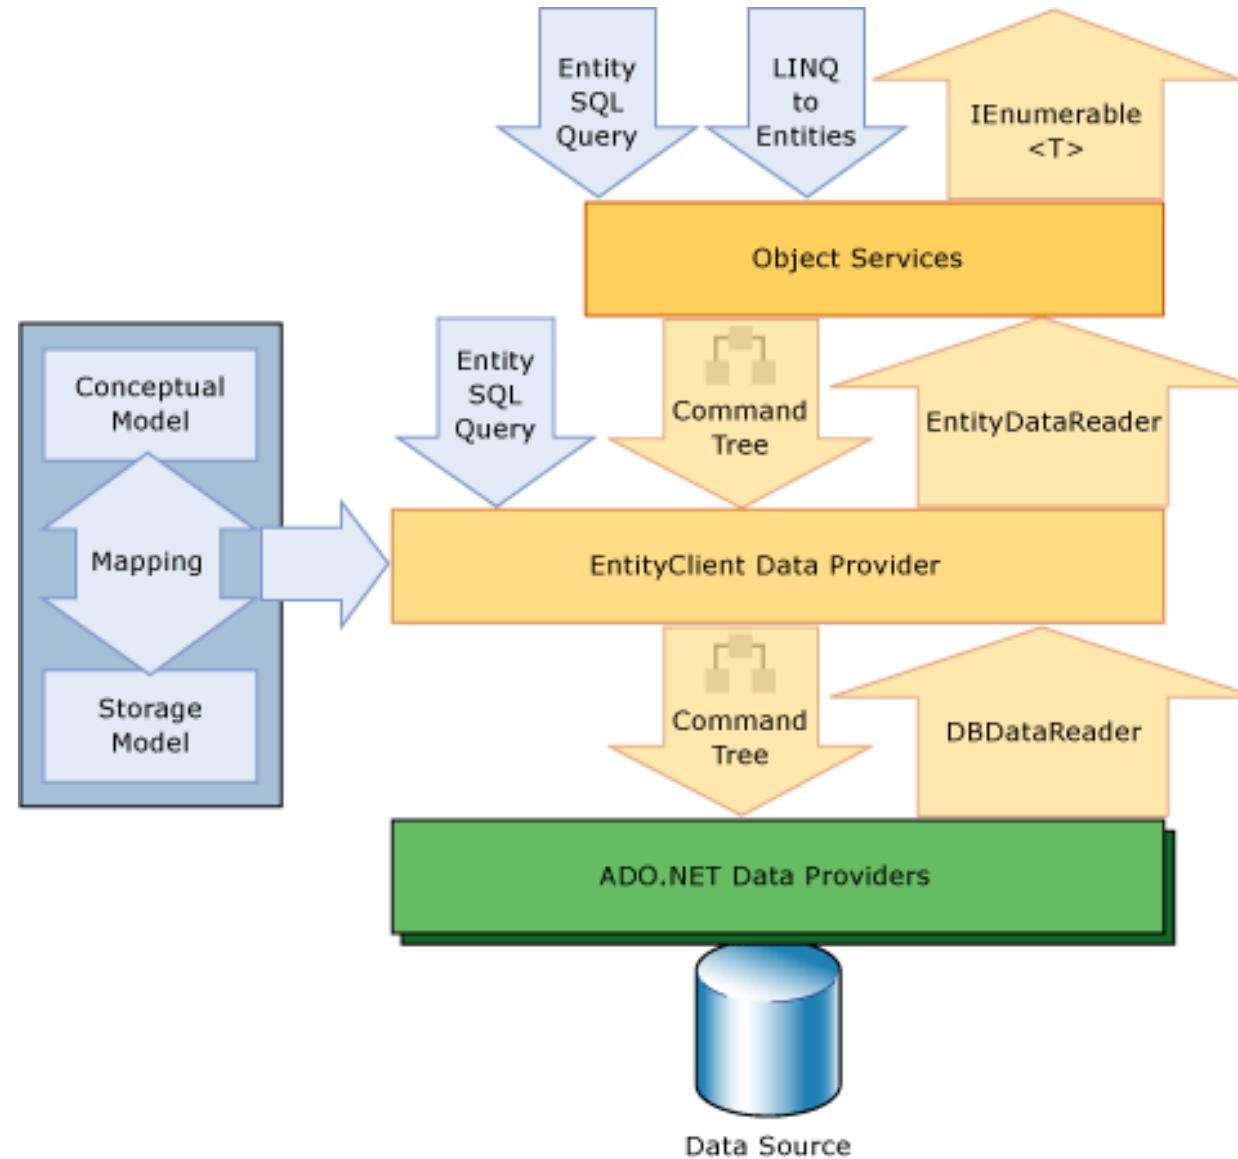 Entity
SQL
Query
LINQ
to
Entities
IEnumerable
<T>
Object Services
Conceptual
Model
Mapping
Storage
Model
Entity
SQL
Query
Command
Tree
EntityDataReader
EntityClient Data Provider
Command
Tree
DBDataReader
ADO.NET Data Providers
Data Source